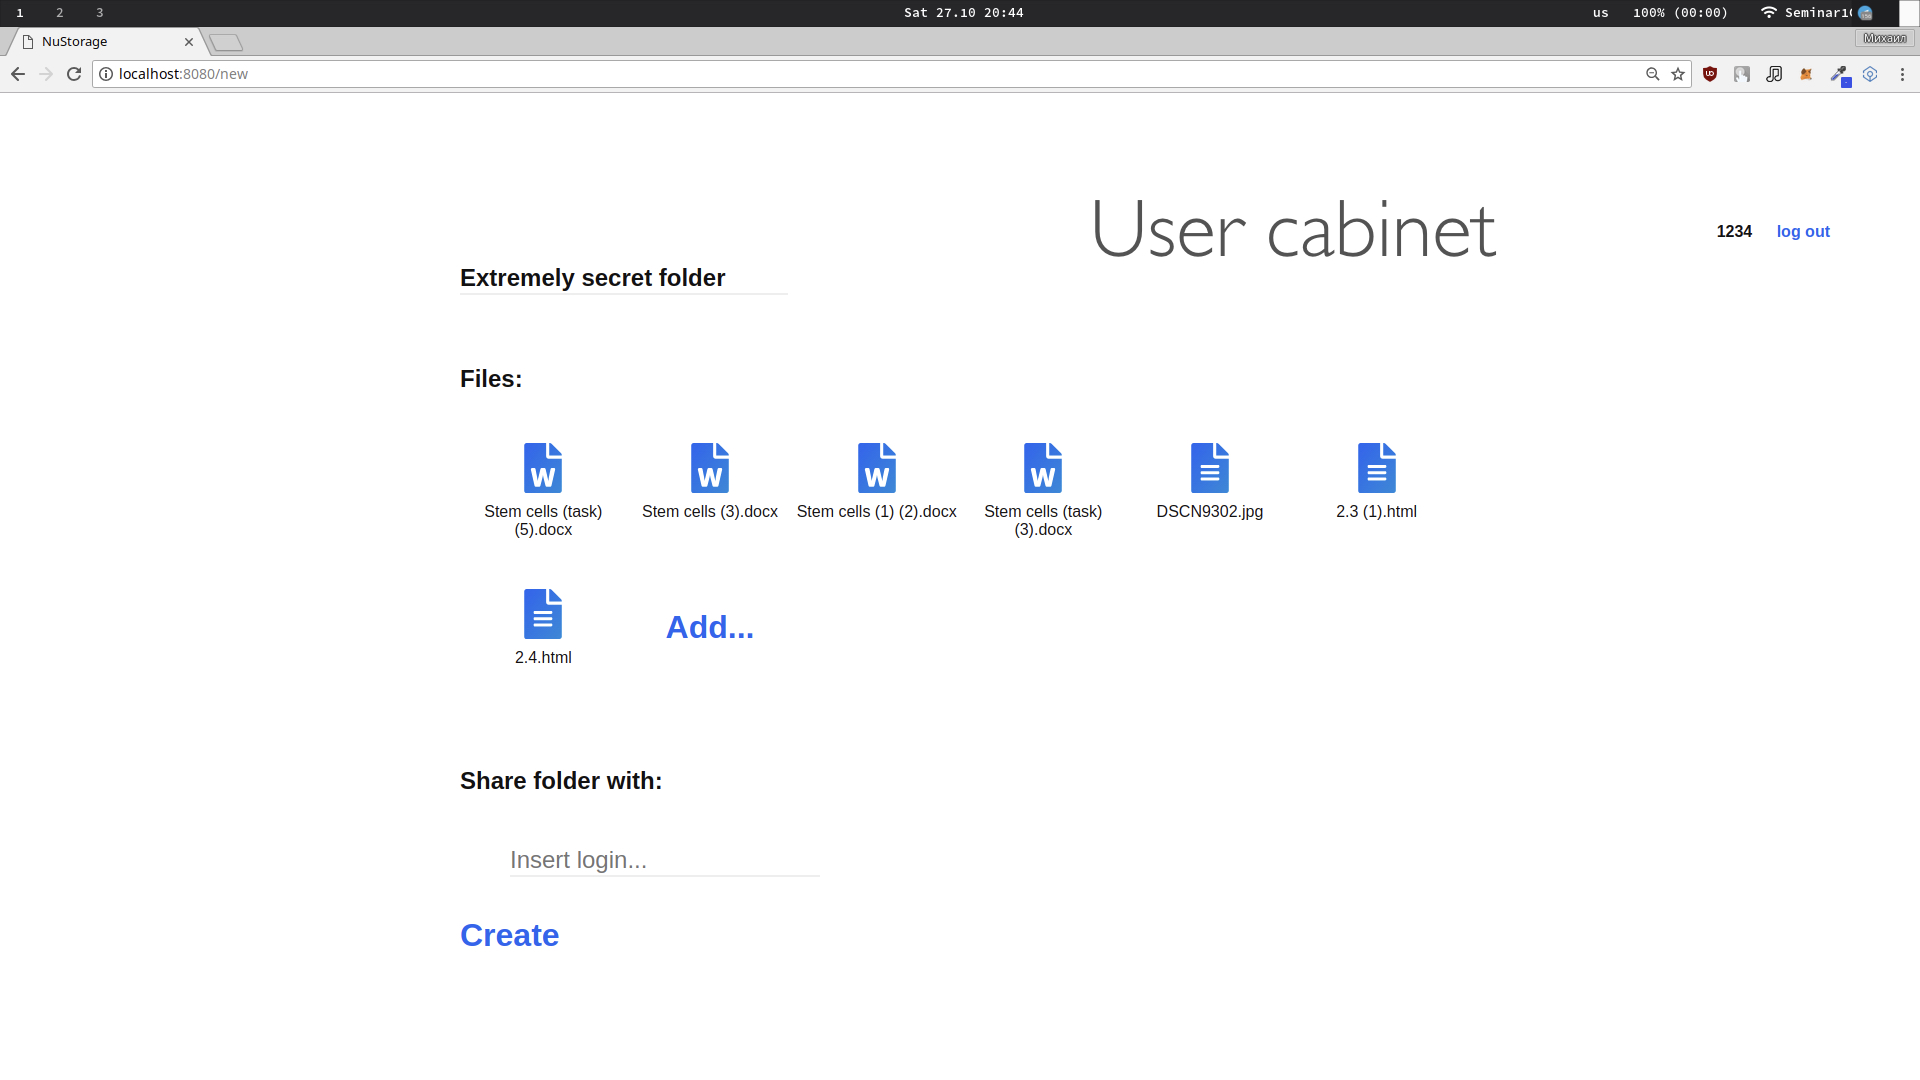 1 2 3 Sat 27.10 20:44 us 100% (00:00)
NuStorage
Михаил
localhost:8080/new
User cabinet
1234 log out
Extremely secret folder
Files:
W W W W
Stem cells (task) (5).docx
Stem cells (3).docx
Stem cells (1) (2).docx
Stem cells (task) (3).docx
DSCN9302.jpg
2.3 (1).html
2.4.html
Add...
Share folder with:
Insert login...
Create